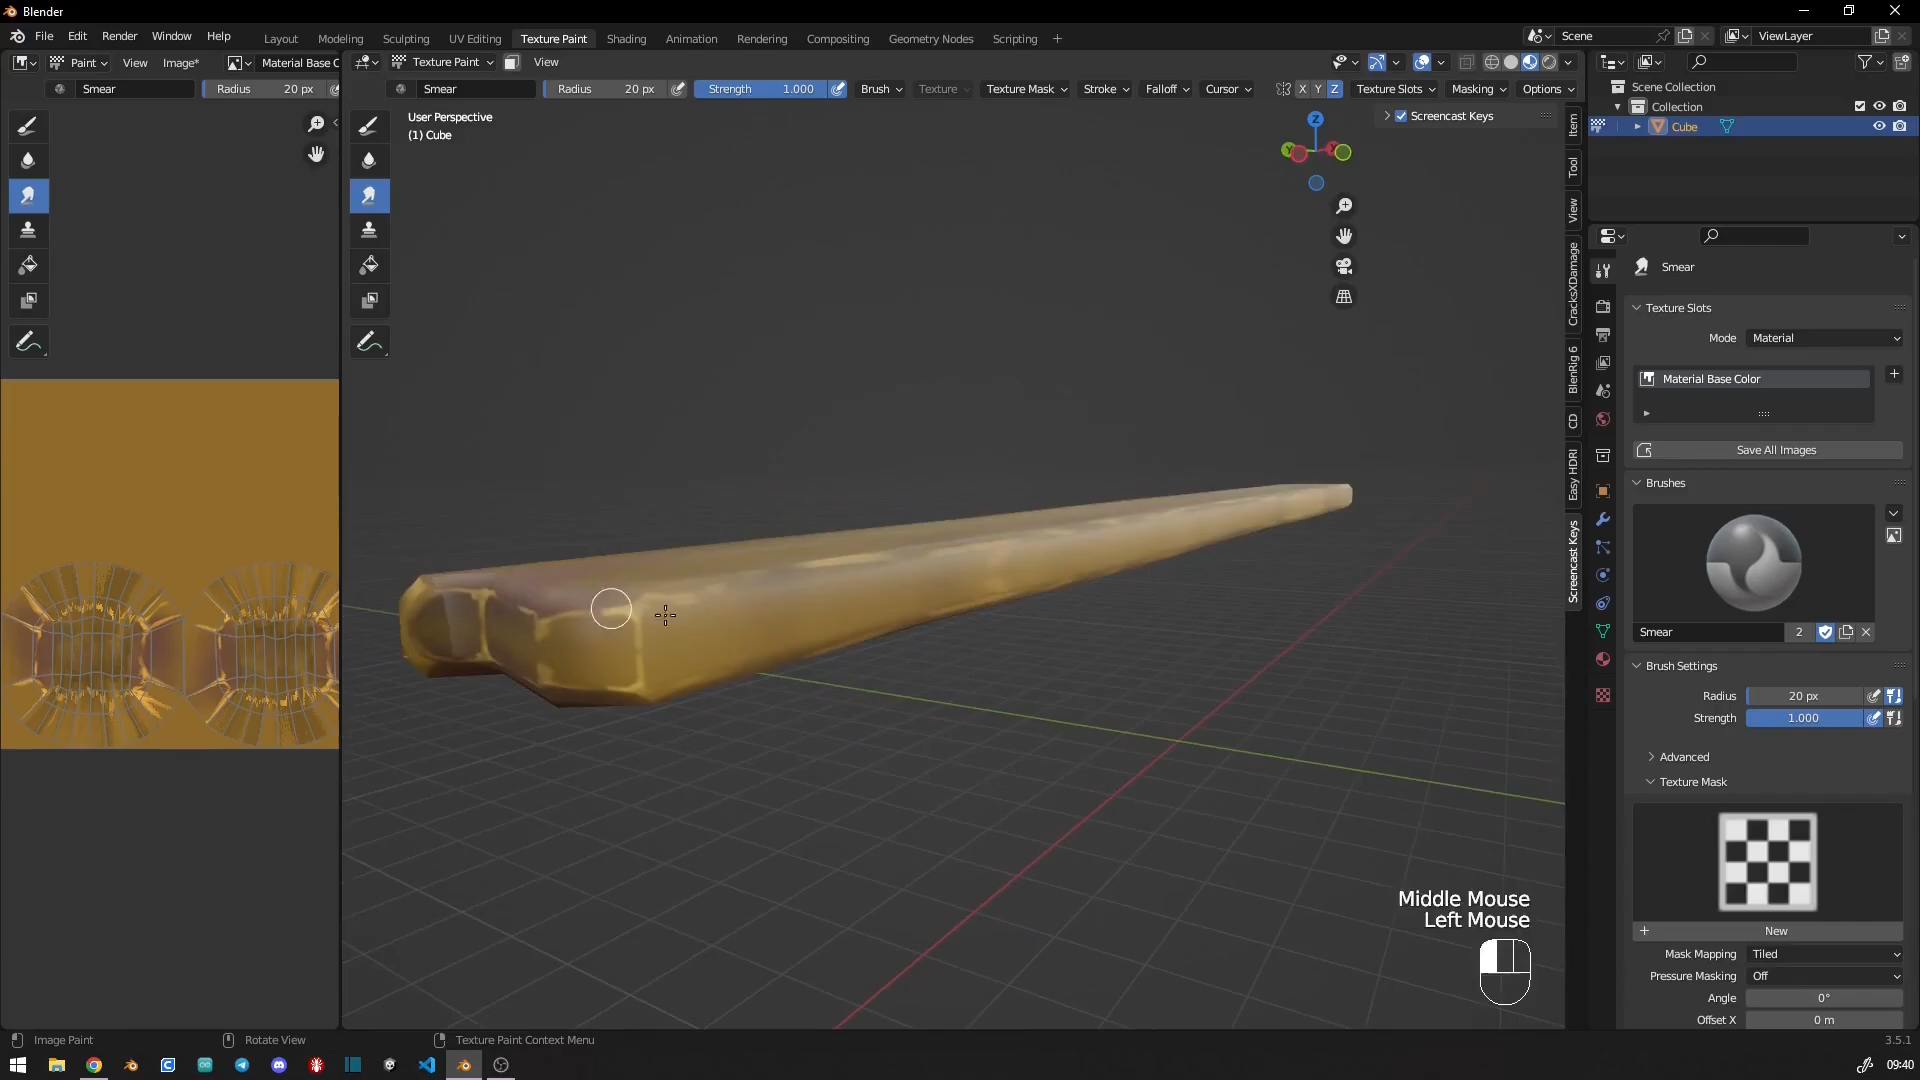 Blender
File Edit Render Window Help
Layout Modeling Sculpting UV Editing Texture Paint Shading Animation Rendering Compositing Geometry Nodes Scripting +
Scene
ViewLayer
Paint View Image* Material Base C
Texture Paint View
Smear Radius 20 px
Smear Radius 20 px Strength 1.000 Brush Texture Texture Mask Stroke Falloff Cursor X Y Z Texture Slots Masking Options
User Perspective
(1) Cube
Screencast Keys
Z
Item
Tool
View
CracksXDamage
BlenRig 6
CD
Easy HDRI
Screencast Keys
Scene Collection
Collection
Cube
Smear
Texture Slots
Mode Material
Material Base Color
Save All Images
Brushes
Smear 2
Brush Settings
Radius 20 px
Strength 1.000
Advanced
Texture Mask
New
Mask Mapping Tiled
Pressure Masking Off
Angle 0°
Offset X 0 m
Middle Mouse
Left Mouse
Image Paint Rotate View Texture Paint Context Menu 3.5.1
09:40